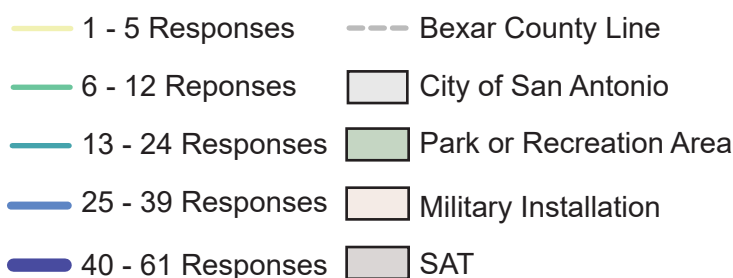 1 - 5 Responses
6 - 12 Reponses
13 - 24 Responses
25 - 39 Responses
40 - 61 Responses
Bexar County Line
City of San Antonio
Park or Recreation Area
Military Installation
SAT